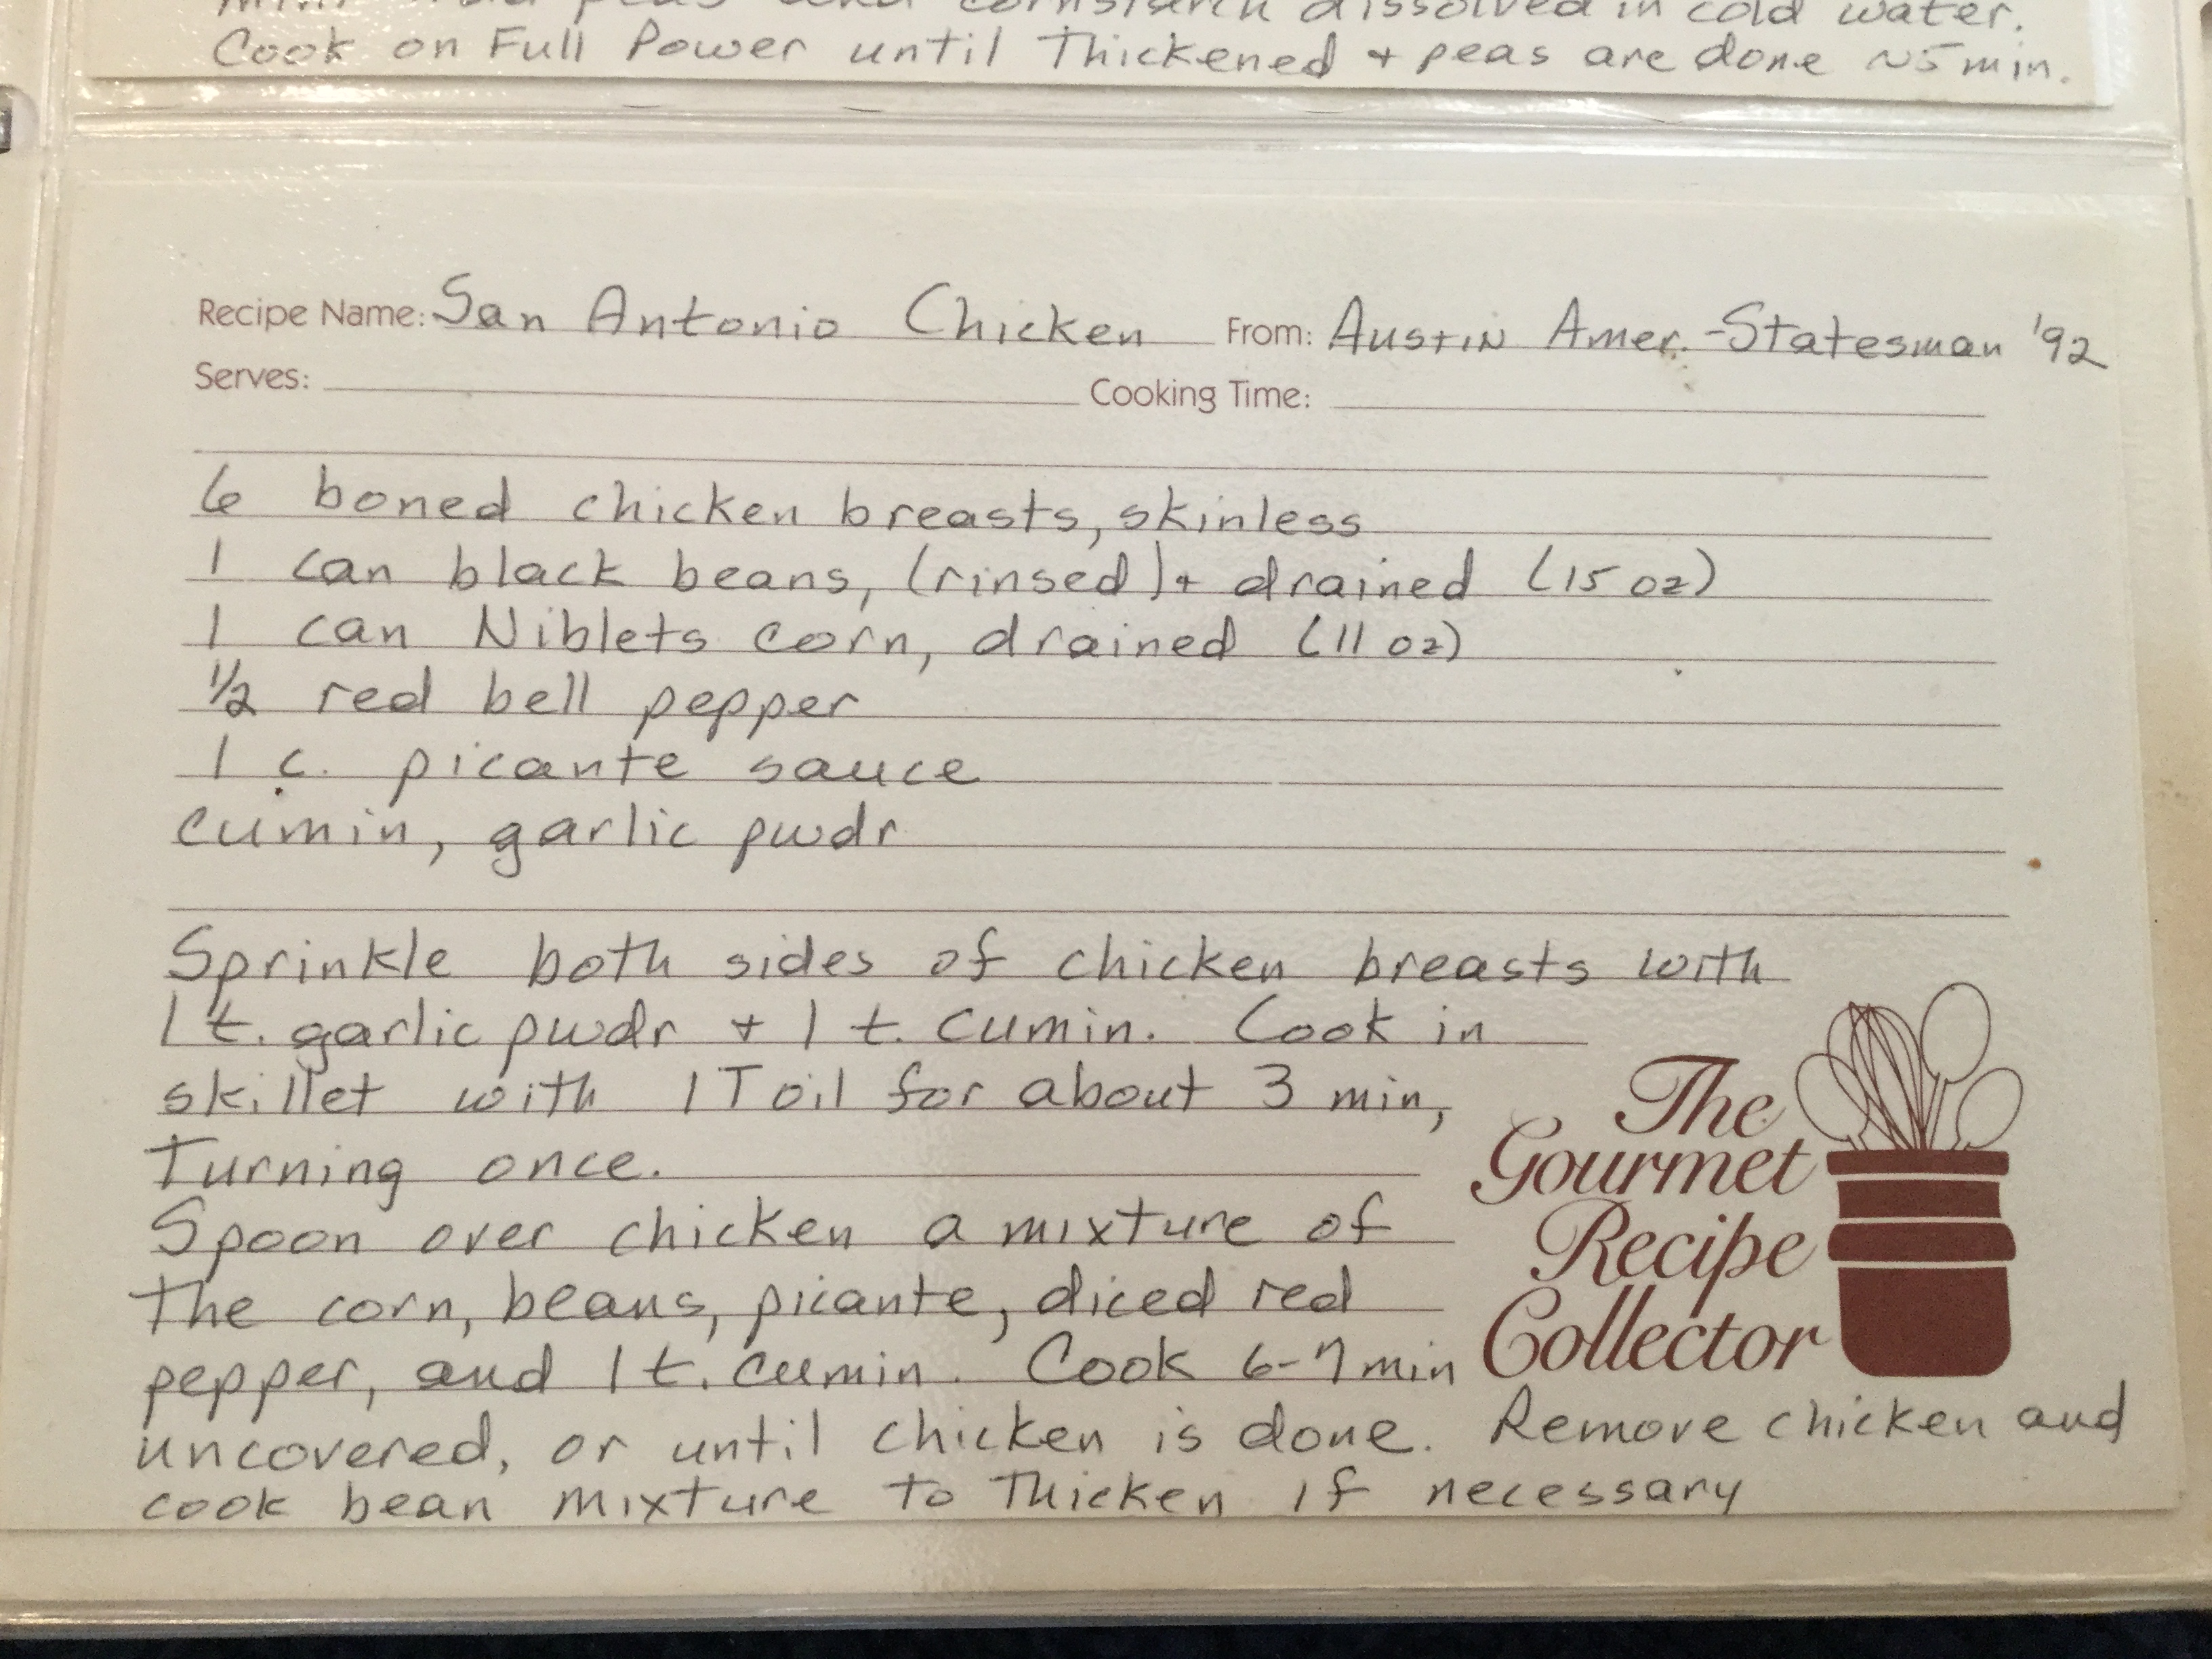 cornstarch dissolved in cold water.
Cook on Full Power until Thickened + peas are done ~5 min.
Recipe Name: San Antonio Chicken From: Austin Amer.-Statesman '92
Serves: Cooking Time:
6 boned chicken breasts, skinless
1 can black beans, (rinsed) + drained (15 oz)
1 can Niblets corn, drained (11 oz)
1/2 red bell pepper
1 c. picante sauce
cumin, garlic pwdr
Sprinkle both sides of chicken breasts with
1 t. garlic pwdr + 1 t. cumin. Cook in
skillet with 1 T oil for about 3 min,
Turning once.
Spoon over chicken a mixture of
The corn, beans, picante, diced red
pepper, and 1 t. cumin. Cook 6-7 min
uncovered, or until chicken is done. Remove chicken and
cook bean mixture to Thicken if necessary
The
Gourmet
Recipe
Collector